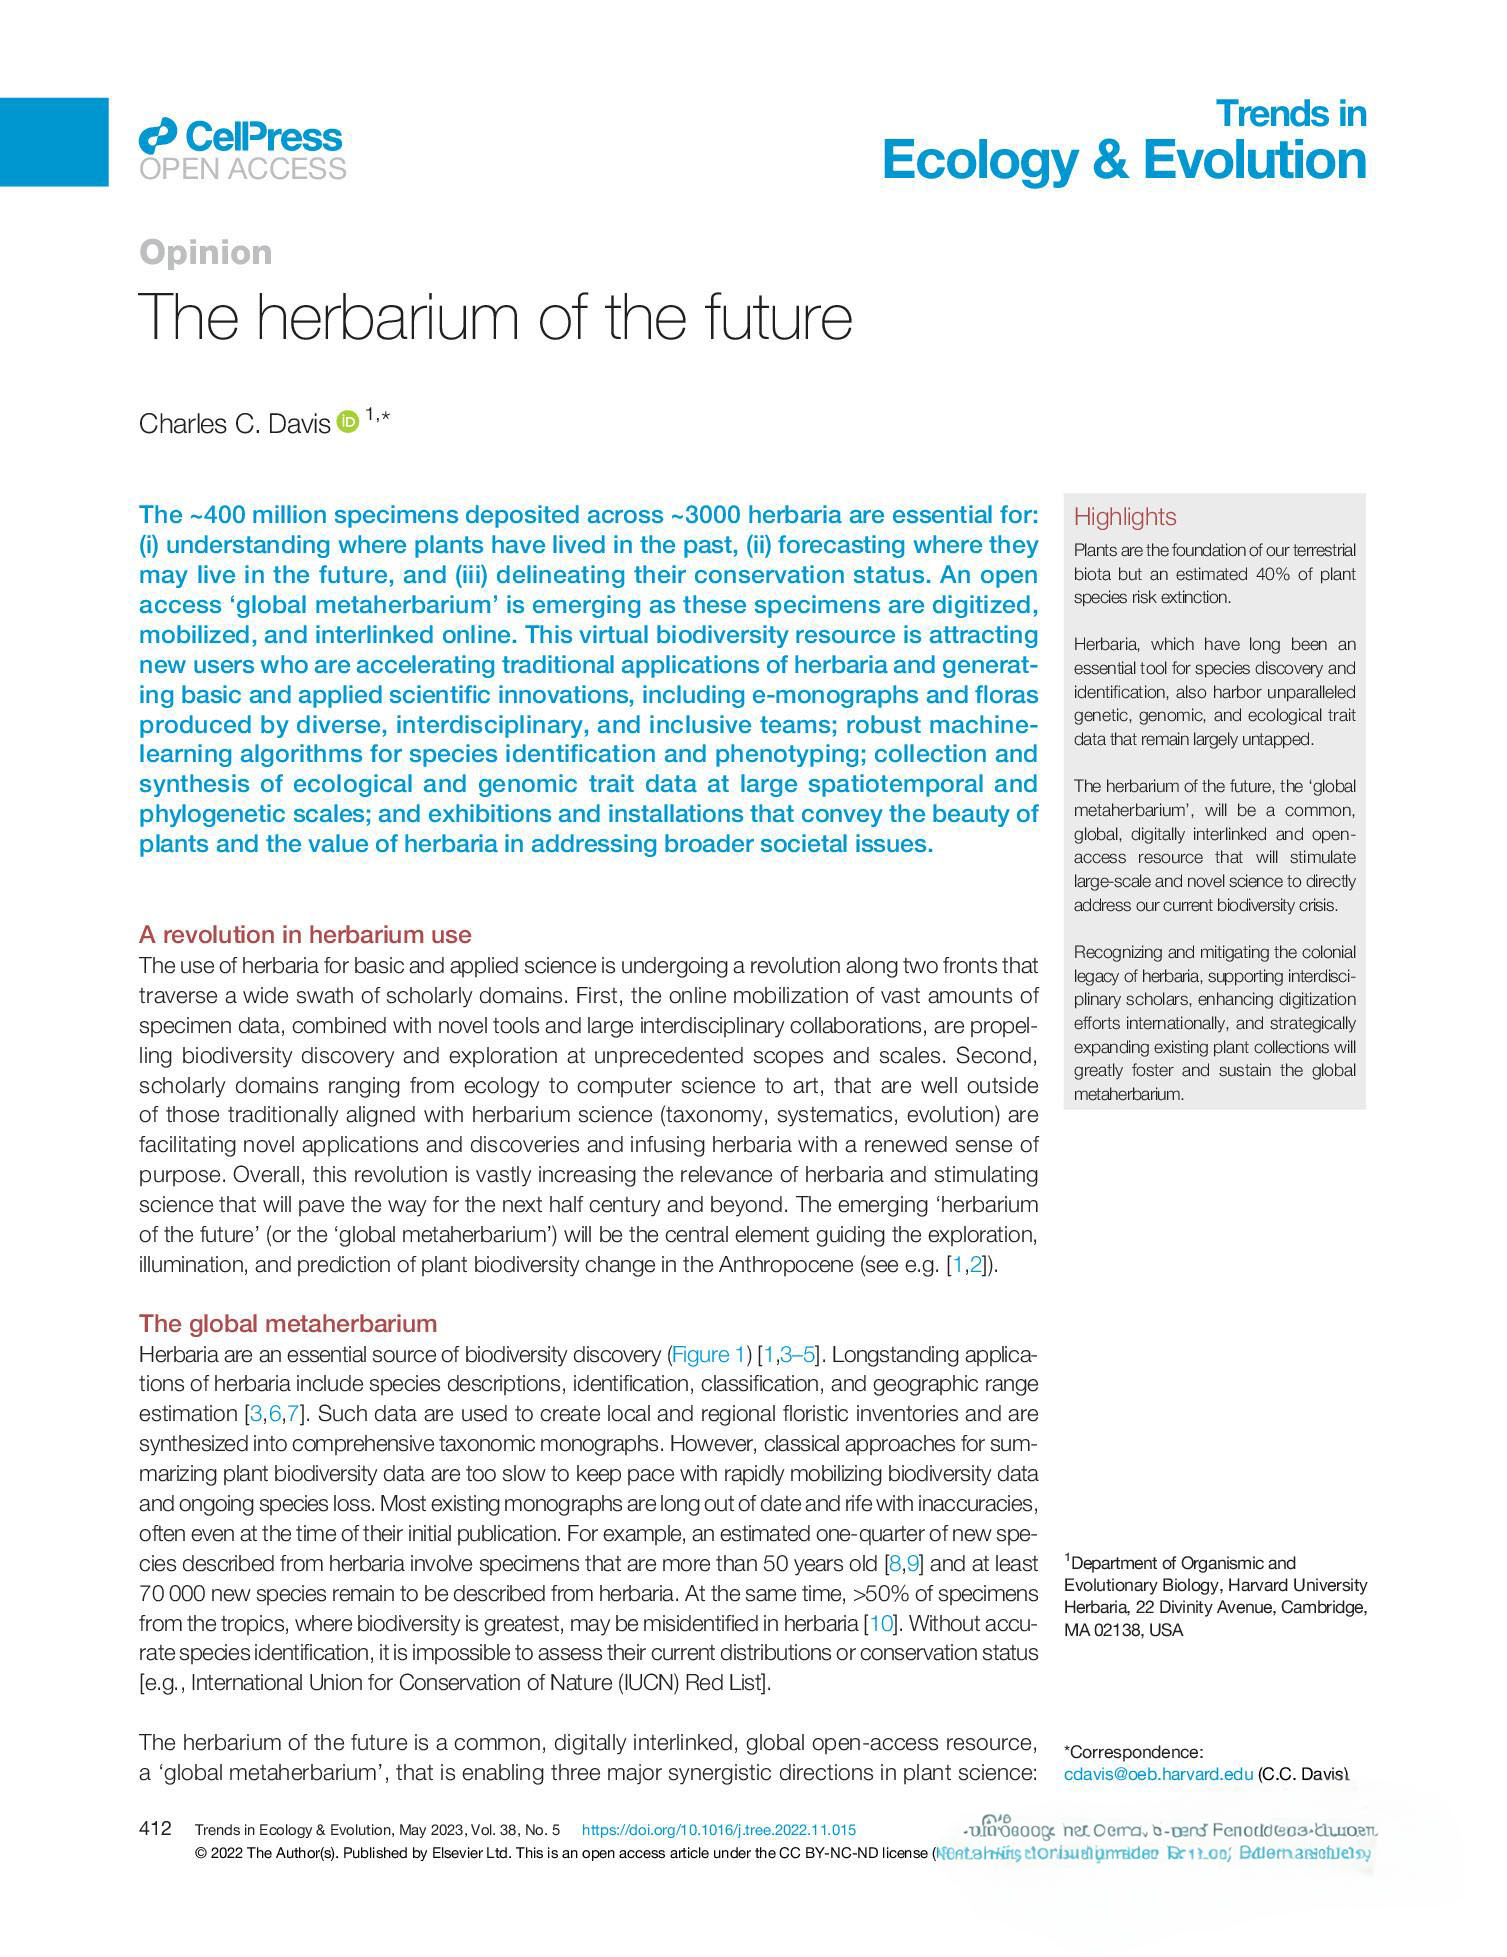 CellPress
OPEN ACCESS
Trends in
Ecology & Evolution
Opinion
The herbarium of the future
Charles C. Davis iD 1,*
The ~400 million specimens deposited across ~3000 herbaria are essential for:
(i) understanding where plants have lived in the past, (ii) forecasting where they
may live in the future, and (iii) delineating their conservation status. An open
access ‘global metaherbarium’ is emerging as these specimens are digitized,
mobilized, and interlinked online. This virtual biodiversity resource is attracting
new users who are accelerating traditional applications of herbaria and generat-
ing basic and applied scientific innovations, including e-monographs and floras
produced by diverse, interdisciplinary, and inclusive teams; robust machine-
learning algorithms for species identification and phenotyping; collection and
synthesis of ecological and genomic trait data at large spatiotemporal and
phylogenetic scales; and exhibitions and installations that convey the beauty of
plants and the value of herbaria in addressing broader societal issues.
Highlights
Plants are the foundation of our terrestrial
biota but an estimated 40% of plant
species risk extinction.
Herbaria, which have long been an
essential tool for species discovery and
identification, also harbor unparalleled
genetic, genomic, and ecological trait
data that remain largely untapped.
The herbarium of the future, the ‘global
metaherbarium’, will be a common,
global, digitally interlinked and open-
access resource that will stimulate
large-scale and novel science to directly
address our current biodiversity crisis.
Recognizing and mitigating the colonial
legacy of herbaria, supporting interdisci-
plinary scholars, enhancing digitization
efforts internationally, and strategically
expanding existing plant collections will
greatly foster and sustain the global
metaherbarium.
A revolution in herbarium use
The use of herbaria for basic and applied science is undergoing a revolution along two fronts that
traverse a wide swath of scholarly domains. First, the online mobilization of vast amounts of
specimen data, combined with novel tools and large interdisciplinary collaborations, are propel-
ling biodiversity discovery and exploration at unprecedented scopes and scales. Second,
scholarly domains ranging from ecology to computer science to art, that are well outside
of those traditionally aligned with herbarium science (taxonomy, systematics, evolution) are
facilitating novel applications and discoveries and infusing herbaria with a renewed sense of
purpose. Overall, this revolution is vastly increasing the relevance of herbaria and stimulating
science that will pave the way for the next half century and beyond. The emerging ‘herbarium
of the future’ (or the ‘global metaherbarium’) will be the central element guiding the exploration,
illumination, and prediction of plant biodiversity change in the Anthropocene (see e.g. [1,2]).
The global metaherbarium
Herbaria are an essential source of biodiversity discovery (Figure 1) [1,3–5]. Longstanding applica-
tions of herbaria include species descriptions, identification, classification, and geographic range
estimation [3,6,7]. Such data are used to create local and regional floristic inventories and are
synthesized into comprehensive taxonomic monographs. However, classical approaches for sum-
marizing plant biodiversity data are too slow to keep pace with rapidly mobilizing biodiversity data
and ongoing species loss. Most existing monographs are long out of date and rife with inaccuracies,
often even at the time of their initial publication. For example, an estimated one-quarter of new spe-
cies described from herbaria involve specimens that are more than 50 years old [8,9] and at least
70 000 new species remain to be described from herbaria. At the same time, >50% of specimens
from the tropics, where biodiversity is greatest, may be misidentified in herbaria [10]. Without accu-
rate species identification, it is impossible to assess their current distributions or conservation status
[e.g., International Union for Conservation of Nature (IUCN) Red List].
The herbarium of the future is a common, digitally interlinked, global open-access resource,
a ‘global metaherbarium’, that is enabling three major synergistic directions in plant science:
1Department of Organismic and
Evolutionary Biology, Harvard University
Herbaria, 22 Divinity Avenue, Cambridge,
MA 02138, USA
*Correspondence:
cdavis@oeb.harvard.edu (C.C. Davis).
412 Trends in Ecology & Evolution, May 2023, Vol. 38, No. 5 https://doi.org/10.1016/j.tree.2022.11.015
© 2022 The Author(s). Published by Elsevier Ltd. This is an open access article under the CC BY-NC-ND license (